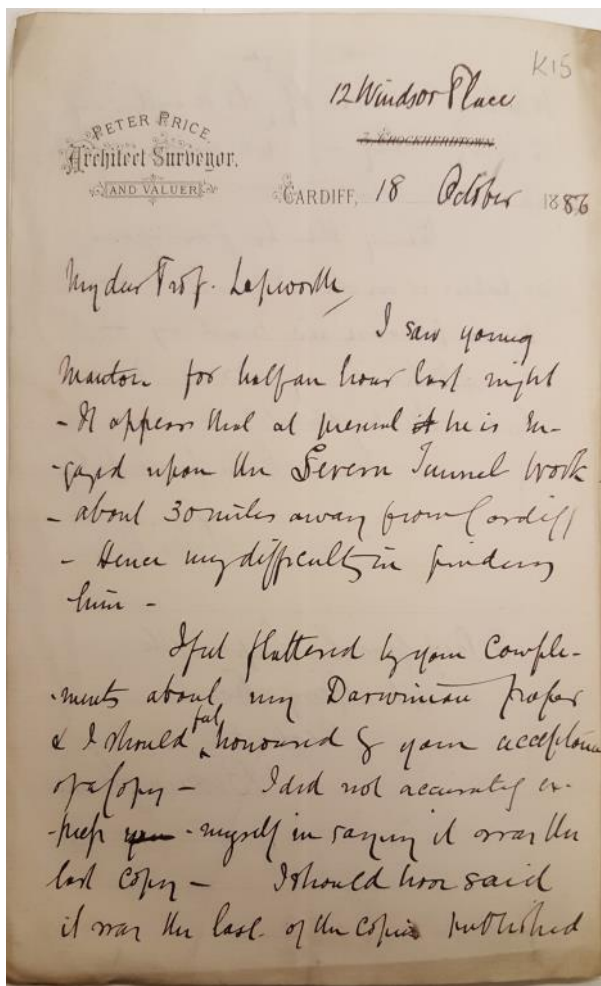 K15
12 Windsor Place
PETER PRICE,
Architect Surveyor,
AND VALUER
7, CROCKHERBTOWN.
CARDIFF, 18 October 1886
My dear Prof. Lapworth,
I saw young
Manton for half an hour last night
- It appears that at present it he is en-
-gaged upon the Severn Tunnel work
- about 30 miles away from Cardiff
- Hence my difficulty in finding
him -
I feel flattered by your Comple-
-ments about my Darwinian paper
& I should feel honoured by your acceptance
of a Copy - I did not accurately ex-
-press you - myself in saying it was the
last Copy - I should have said
it was the last of the Copies published